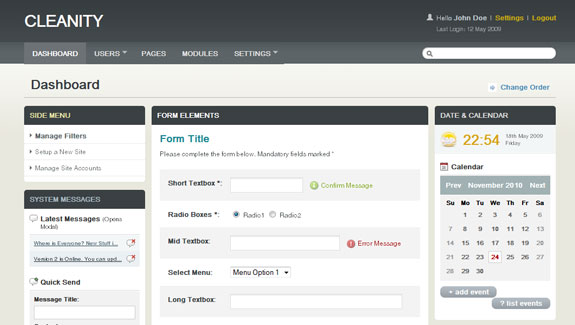 CLEANITY
Hello John Doe | Settings | Logout
Last Login: 12 May 2009
DASHBOARD USERS PAGES MODULES SETTINGS
Dashboard
Change Order
SIDE MENU
Manage Filters
Setup a New Site
Manage Site Accounts
SYSTEM MESSAGES
Latest Messages (Opens Modal)
Where is Everyone? New Stuff i...
Version 2 is Online. You can upd...
Quick Send
Message Title:
FORM ELEMENTS
Form Title
Please complete the form below. Mandatory fields marked *
Short Textbox *:
Confirm Message
Radio Boxes *: Radio1 Radio2
Mid Textbox:
Error Message
Select Menu: Menu Option 1
Long Textbox:
DATE & CALENDAR
22:54
Friday
Calendar
Prev November 2010 Next
Su Mo Tu We Th Fr Sa
1 2 3 4 5 6
7 8 9 10 11 12 13
14 15 16 17 18 19 20
21 22 23 24 25 26 27
28 29 30
+ add event
? list events